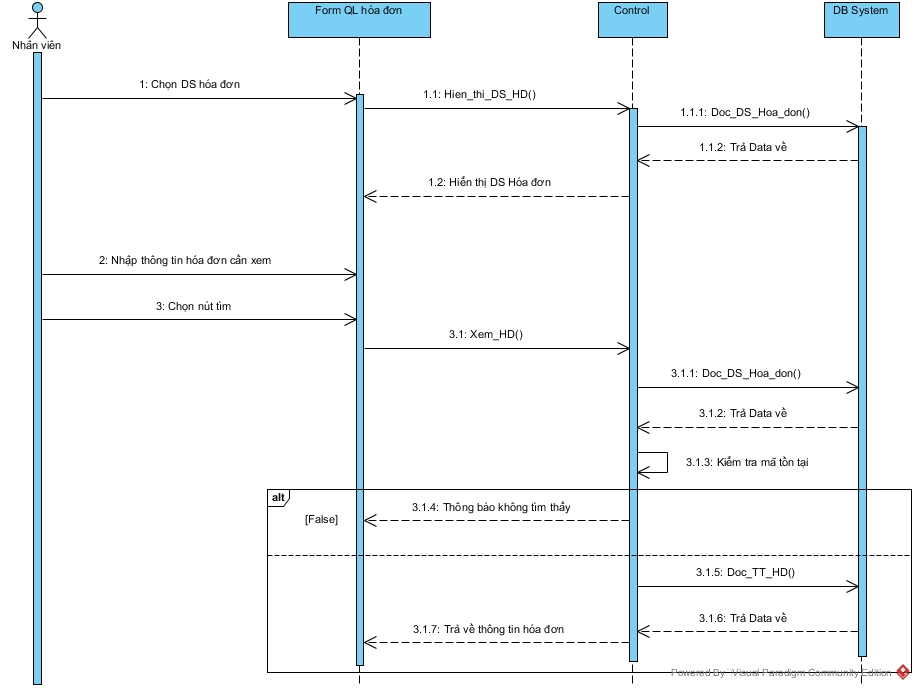 Form QL hóa đơn
Control
DB System
Nhân viên
1: Chọn DS hóa đơn
1.1: Hien_thi_DS_HD()
1.1.1: Doc_DS_Hoa_don()
1.1.2: Trả Data về
1.2: Hiển thị DS Hóa đơn
2: Nhập thông tin hóa đơn cần xem
3: Chọn nút tìm
3.1: Xem_HD()
3.1.1: Doc_DS_Hoa_don()
3.1.2: Trả Data về
3.1.3: Kiểm tra mã tồn tại
alt
3.1.4: Thông báo không tìm thấy
[False]
3.1.5: Doc_TT_HD()
3.1.6: Trả Data về
3.1.7: Trả về thông tin hóa đơn
Powered By Visual Paradigm Community Edition